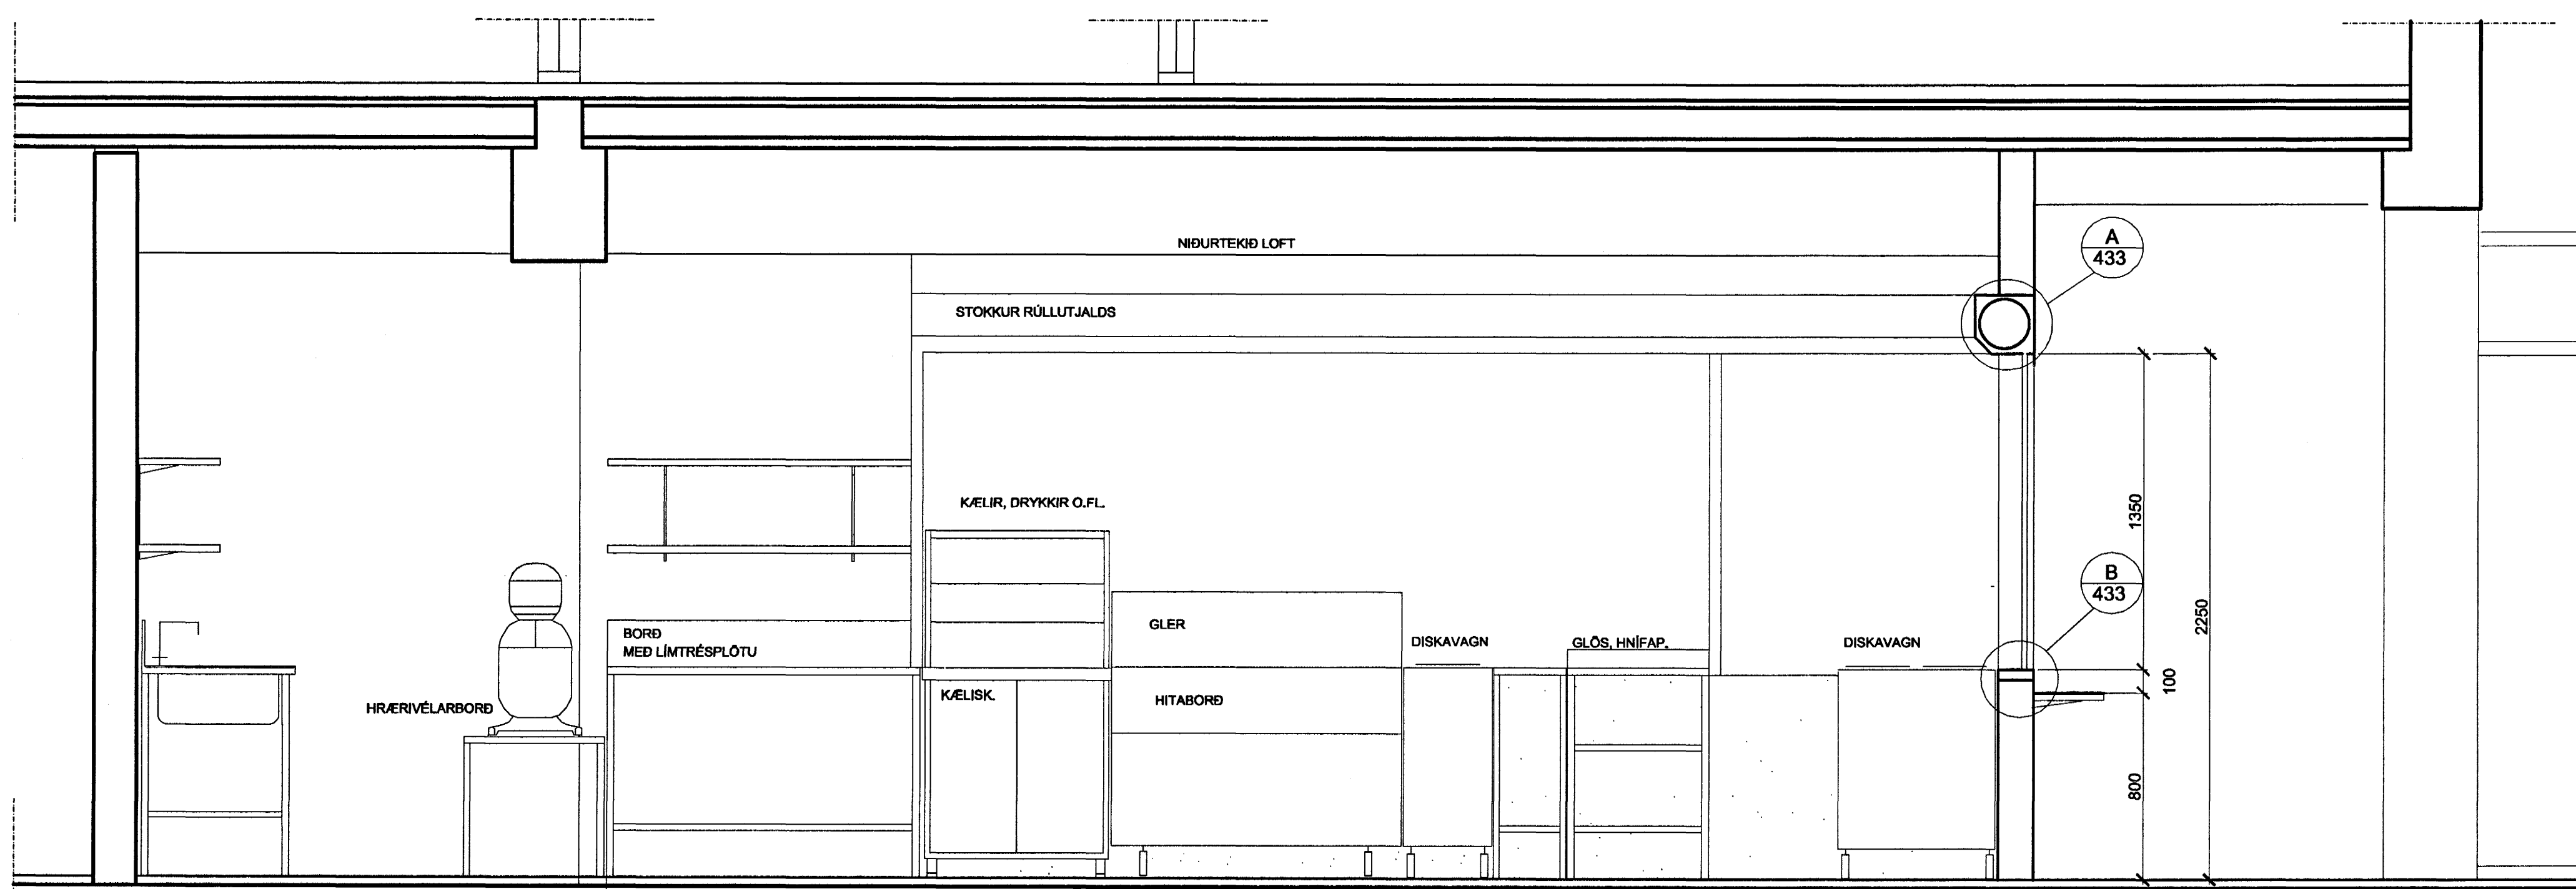 NIÐURTEKIÐ LOFT
A
433
STOKKUR RÚLLUTJALDS
KÆLIR, DRYKKIR O.FL.
1350
B
433
2250
BORÐ
MEÐ LÍMTRÉSPLÖTU
GLER
DISKAVAGN
GLÖS, HNÍFAP.
DISKAVAGN
100
HRÆRIVÉLARBORÐ
KÆLISK.
HITABORÐ
800